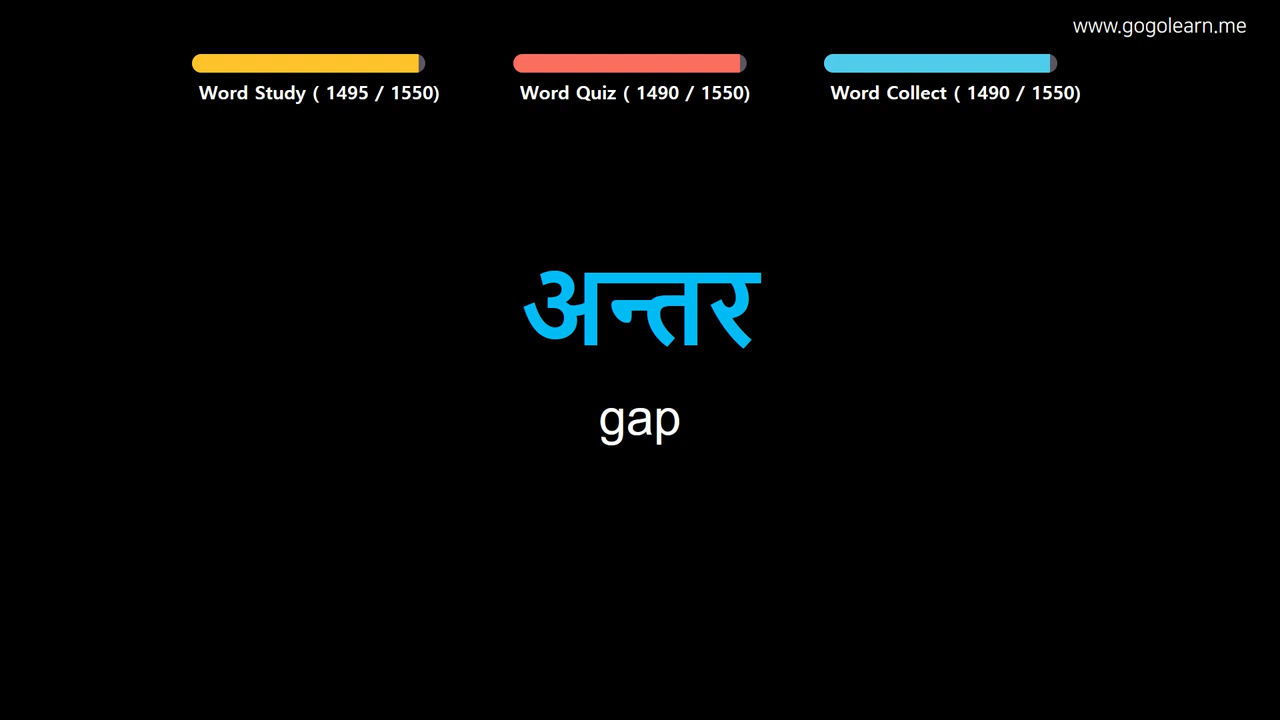 www.gogolearn.me
Word Study ( 1495 / 1550)
Word Quiz ( 1490 / 1550)
Word Collect ( 1490 / 1550)
अन्तर
gap